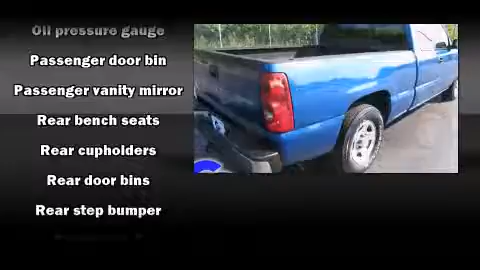 Oil pressure gauge
Passenger door bin
Passenger vanity mirror
Rear bench seats
Rear cupholders
Rear door bins
Rear step bumper